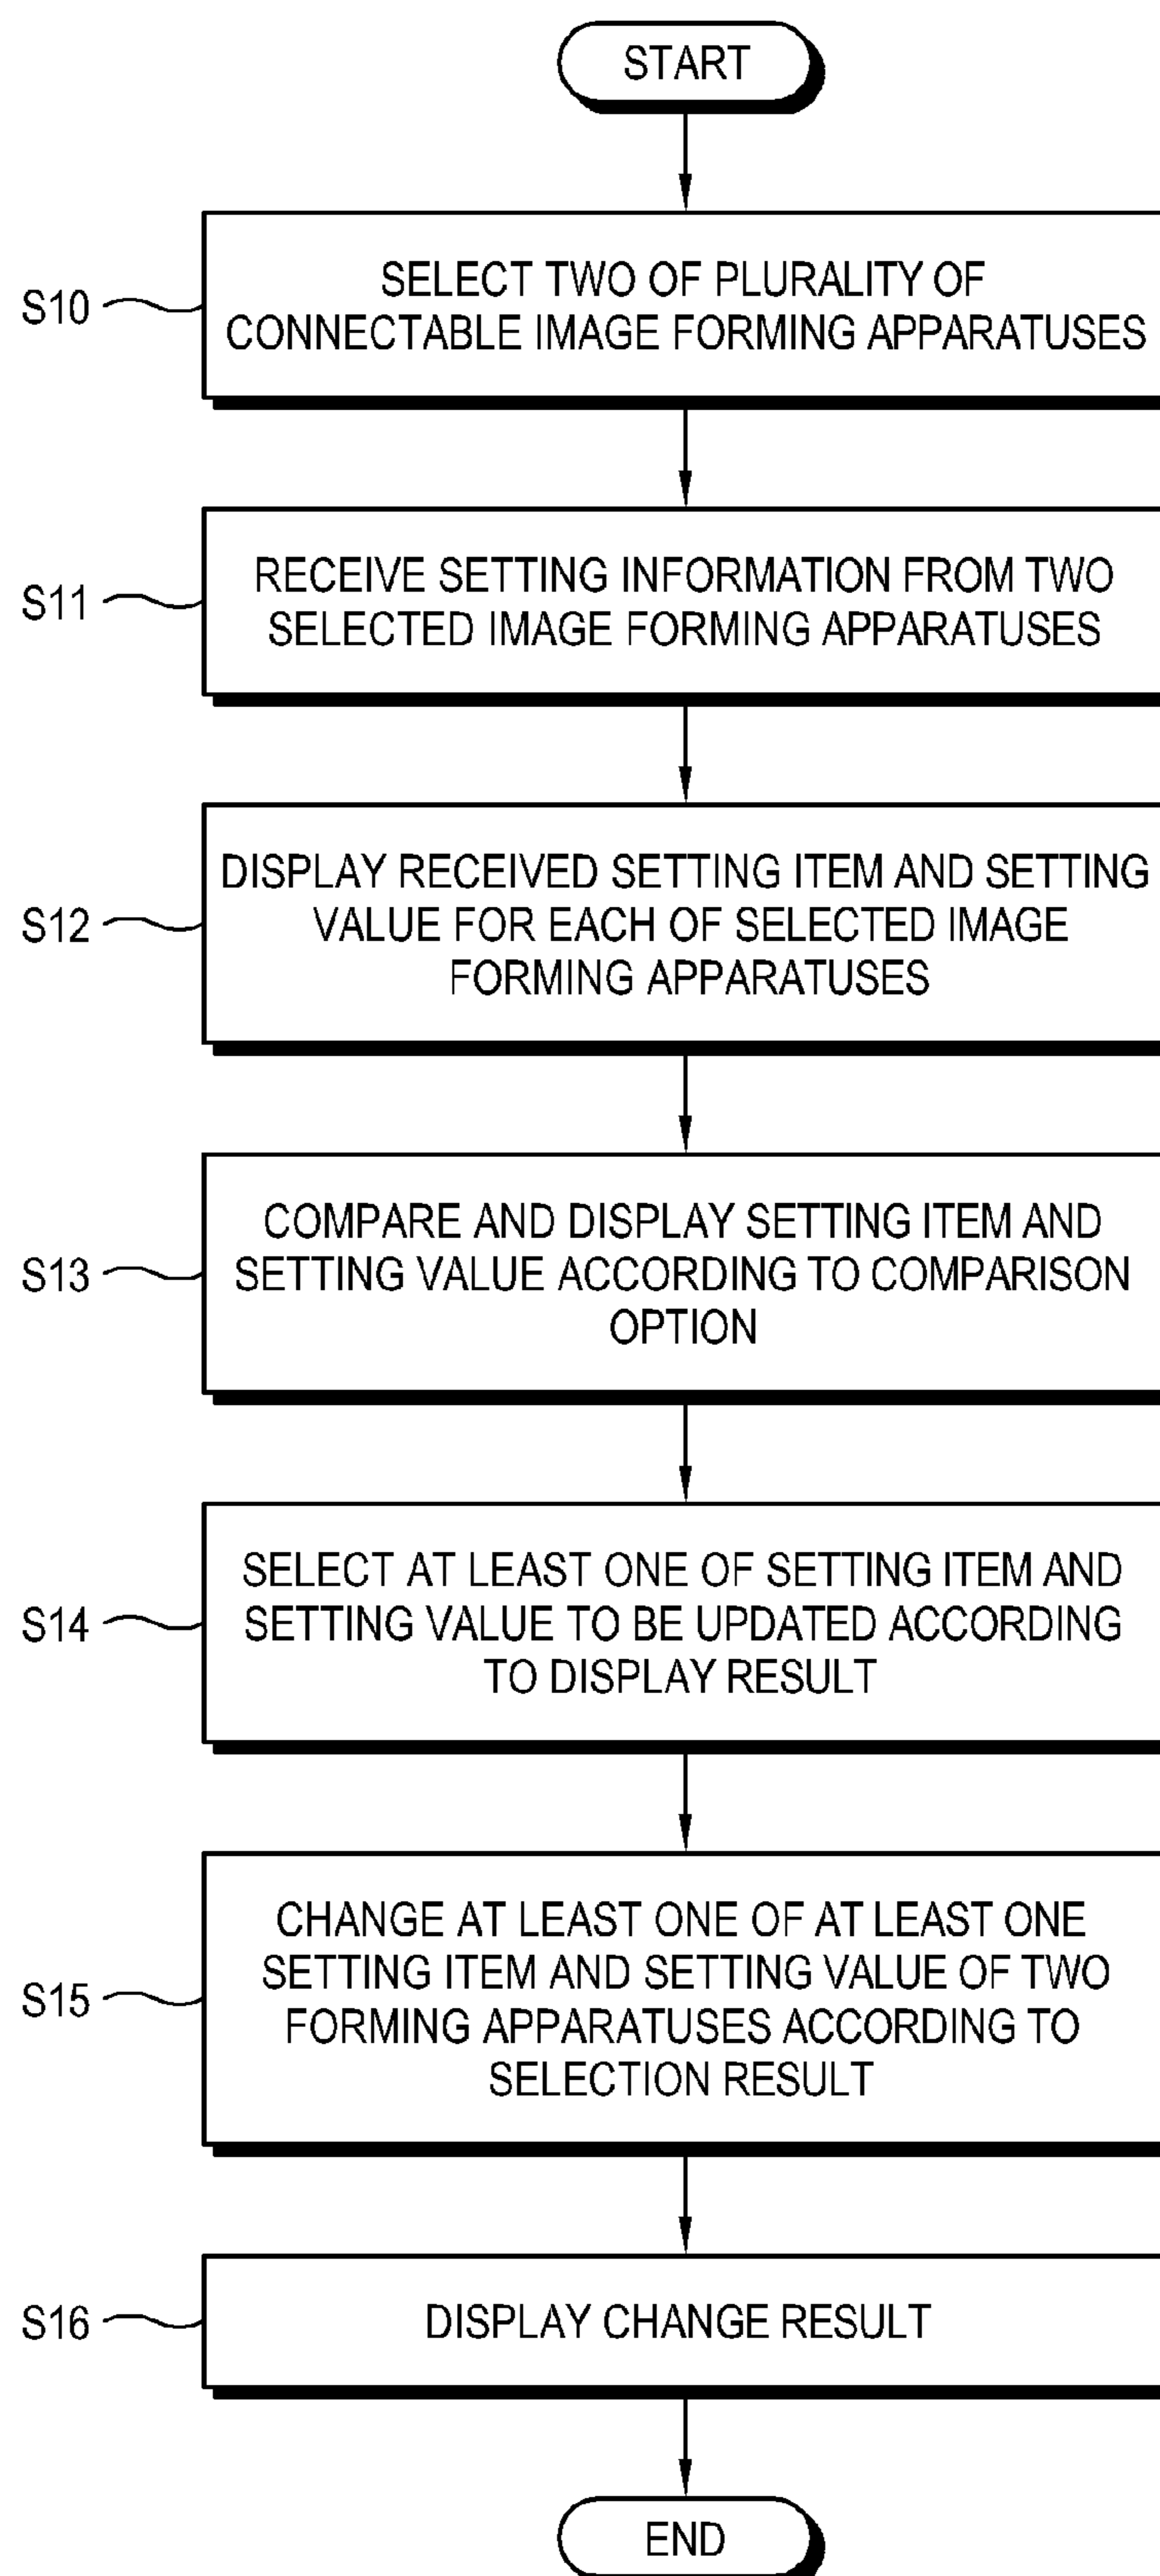 START
S10
SELECT TWO OF PLURALITY OF
CONNECTABLE IMAGE FORMING APPARATUSES
S11
RECEIVE SETTING INFORMATION FROM TWO
SELECTED IMAGE FORMING APPARATUSES
S12
DISPLAY RECEIVED SETTING ITEM AND SETTING
VALUE FOR EACH OF SELECTED IMAGE
FORMING APPARATUSES
S13
COMPARE AND DISPLAY SETTING ITEM AND
SETTING VALUE ACCORDING TO COMPARISON
OPTION
S14
SELECT AT LEAST ONE OF SETTING ITEM AND
SETTING VALUE TO BE UPDATED ACCORDING
TO DISPLAY RESULT
S15
CHANGE AT LEAST ONE OF AT LEAST ONE
SETTING ITEM AND SETTING VALUE OF TWO
FORMING APPARATUSES ACCORDING TO
SELECTION RESULT
S16
DISPLAY CHANGE RESULT
END